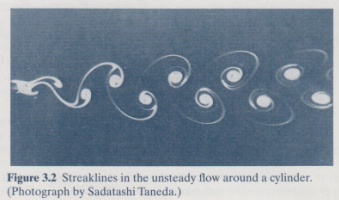 Figure 3.2 Streaklines in the unsteady flow around a cylinder.
(Photograph by Sadatashi Taneda.)